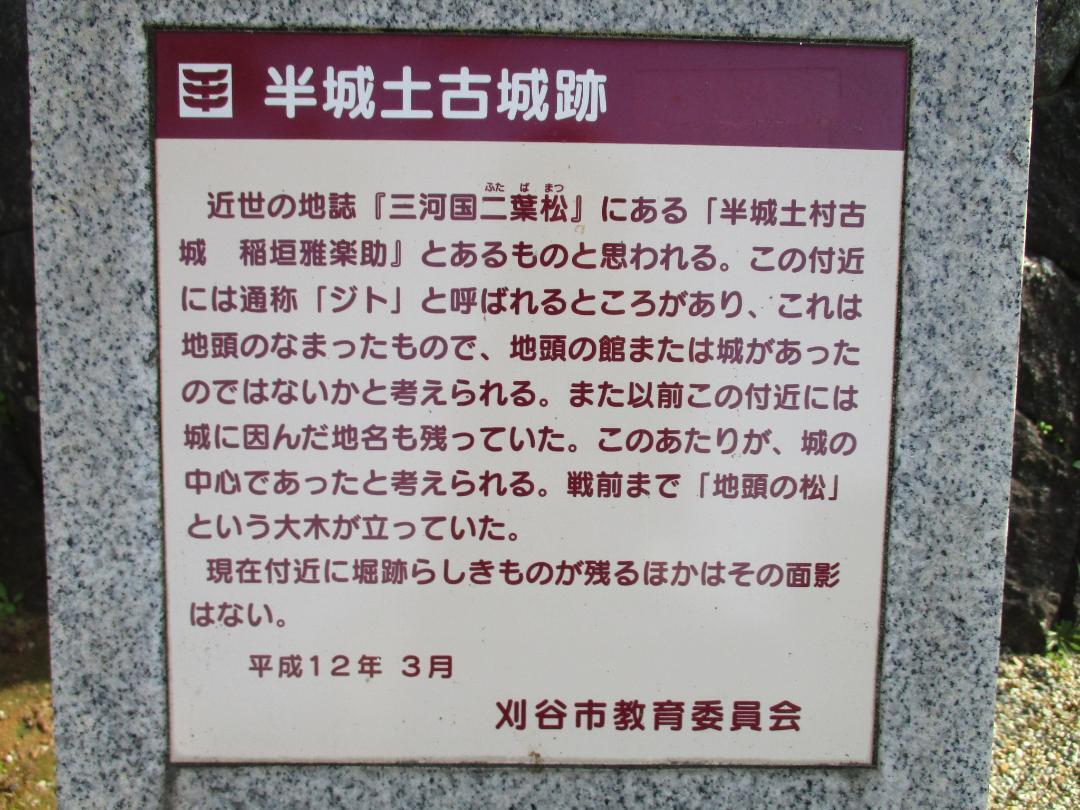 半城土古城跡
ふた ば まつ
近世の地誌『三河国二葉松』にある「半城土村古
城　稲垣雅楽助』とあるものと思われる。この付近
には通称「ジト」と呼ばれるところがあり、これは
地頭のなまったもので、地頭の館または城があった
のではないかと考えられる。また以前この付近には
城に因んだ地名も残っていた。このあたりが、城の
中心であったと考えられる。戦前まで「地頭の松」
という大木が立っていた。
現在付近に堀跡らしきものが残るほかはその面影
はない。
平成12年 3月
刈谷市教育委員会